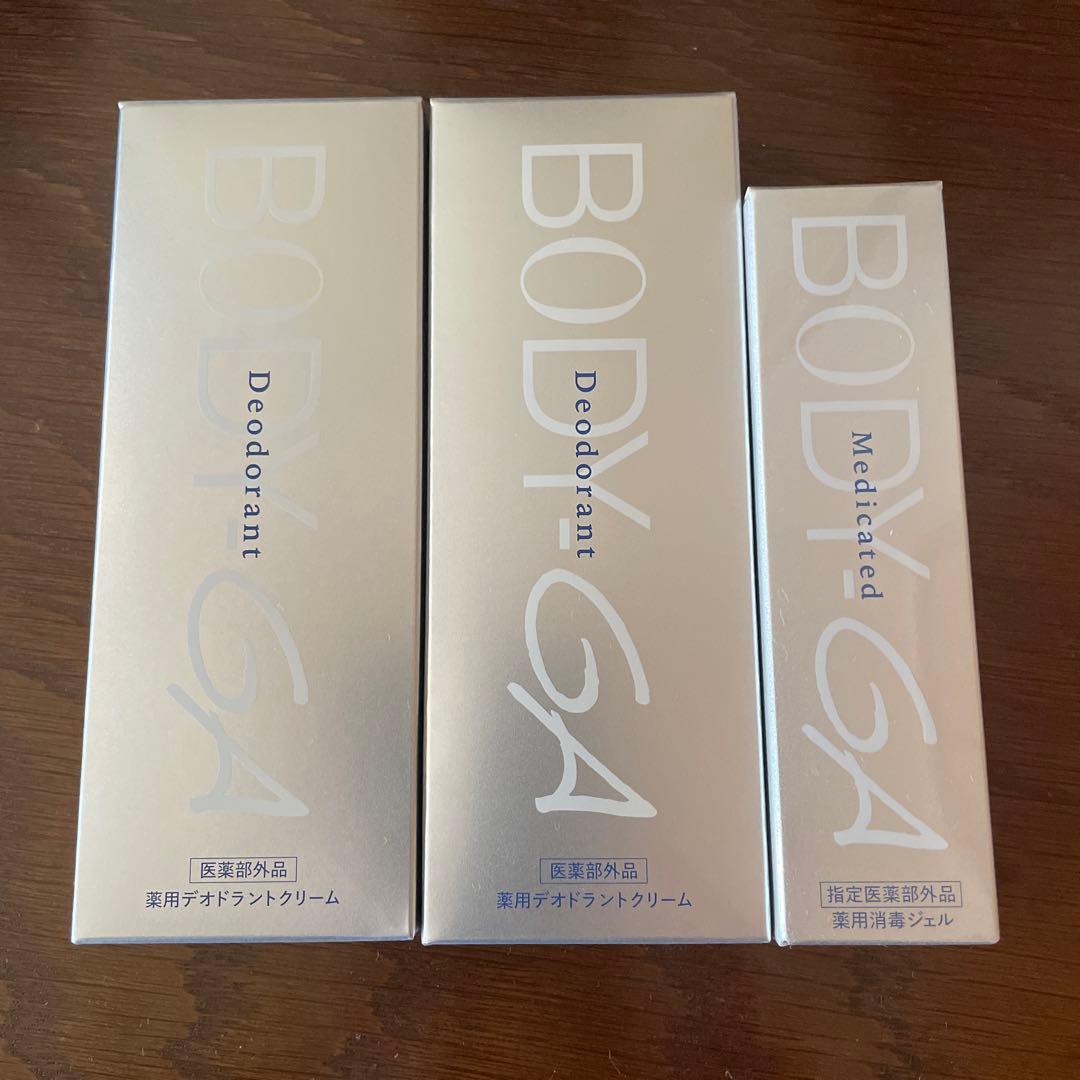 BODY-GA
Deodorant
医薬部外品
薬用デオドラントクリーム
BODY-GA
Deodorant
医薬部外品
薬用デオドラントクリーム
BODY-GA
Medicated
指定医薬部外品
薬用消毒ジェル